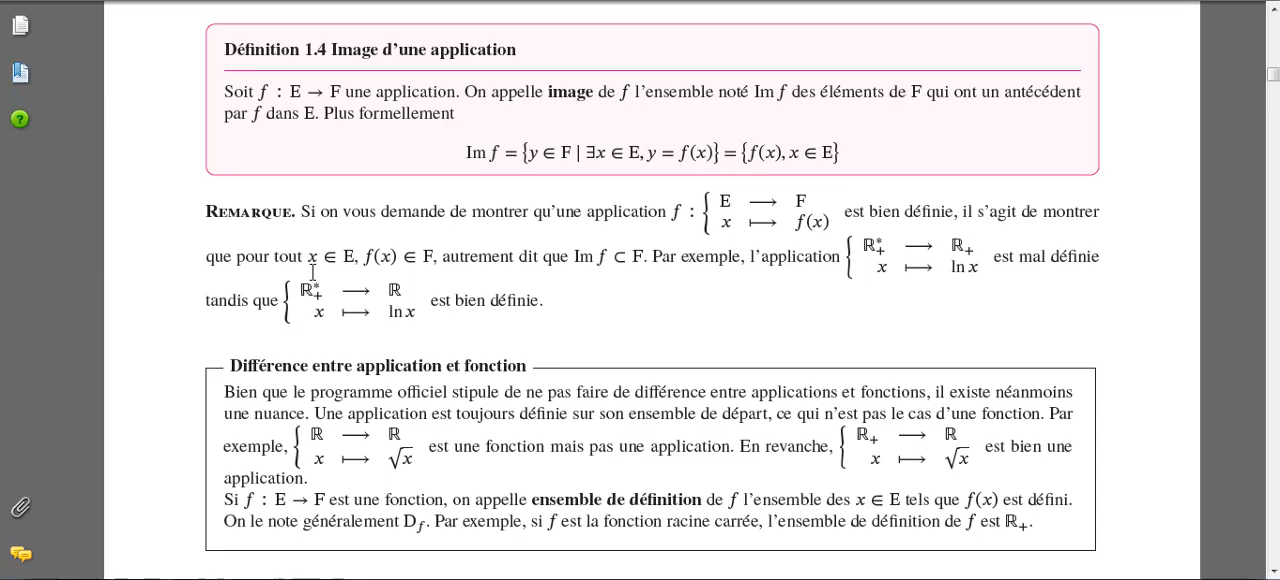 Définition 1.4 Image d'une application
Soit f : E → F une application. On appelle image de f l'ensemble noté Im f des éléments de F qui ont un antécédent
par f dans E. Plus formellement
Im f = {y ∈ F | ∃x ∈ E, y = f(x)} = {f(x), x ∈ E}
REMARQUE. Si on vous demande de montrer qu'une application f : { E ⟶ F x ⟼ f(x) est bien définie, il s'agit de montrer
que pour tout x ∈ E, f(x) ∈ F, autrement dit que Im f ⊂ F. Par exemple, l'application { ℝ*₊ ⟶ ℝ₊ x ⟼ ln x est mal définie
tandis que { ℝ*₊ ⟶ ℝ x ⟼ ln x est bien définie.
Différence entre application et fonction
Bien que le programme officiel stipule de ne pas faire de différence entre applications et fonctions, il existe néanmoins
une nuance. Une application est toujours définie sur son ensemble de départ, ce qui n'est pas le cas d'une fonction. Par
exemple, { ℝ ⟶ ℝ x ⟼ √x est une fonction mais pas une application. En revanche, { ℝ₊ ⟶ ℝ x ⟼ √x est bien une
application.
Si f : E → F est une fonction, on appelle ensemble de définition de f l'ensemble des x ∈ E tels que f(x) est défini.
On le note généralement D_f. Par exemple, si f est la fonction racine carrée, l'ensemble de définition de f est ℝ₊.